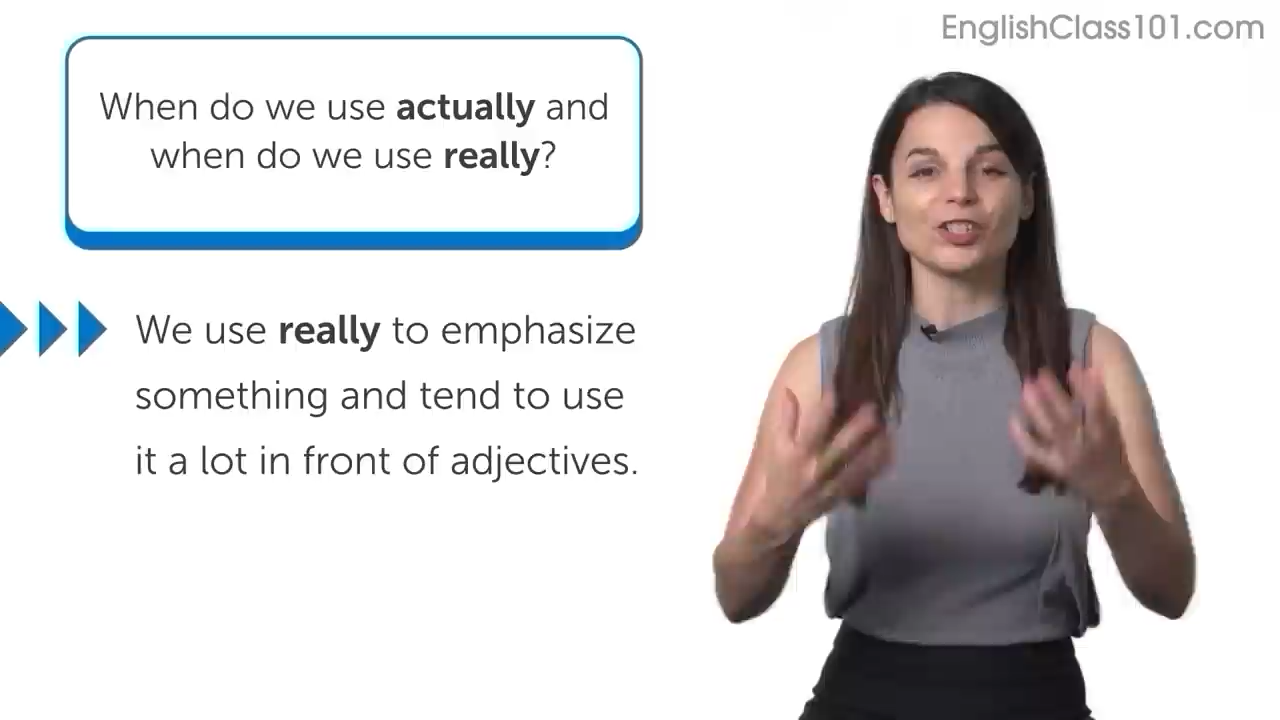 EnglishClass101.com
When do we use actually and
when do we use really?
We use really to emphasize
something and tend to use
it a lot in front of adjectives.